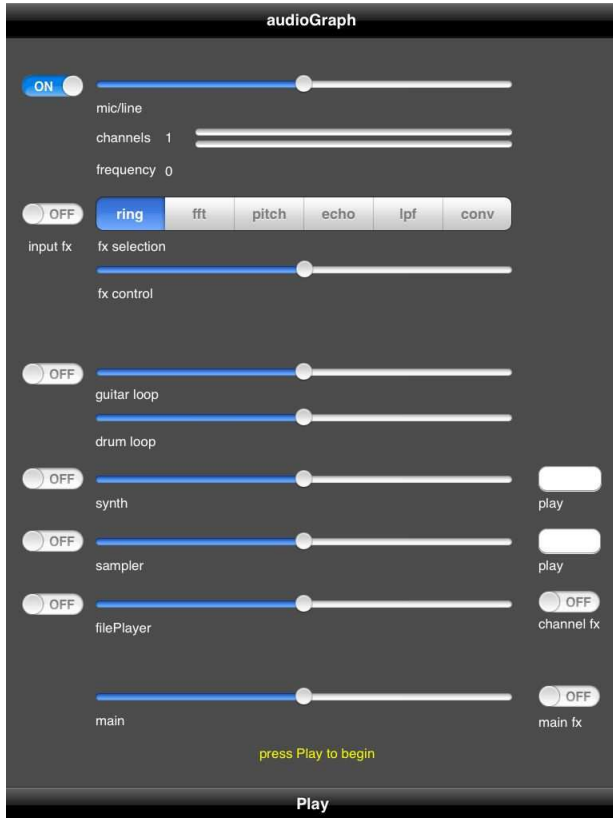 audioGraph
ON
mic/line
channels 1
frequency 0
OFF ring fft pitch echo lpf conv
input fx fx selection
fx control
OFF
guitar loop
drum loop
OFF
synth play
OFF
sampler play
OFF OFF
filePlayer channel fx
OFF
main main fx
press Play to begin
Play